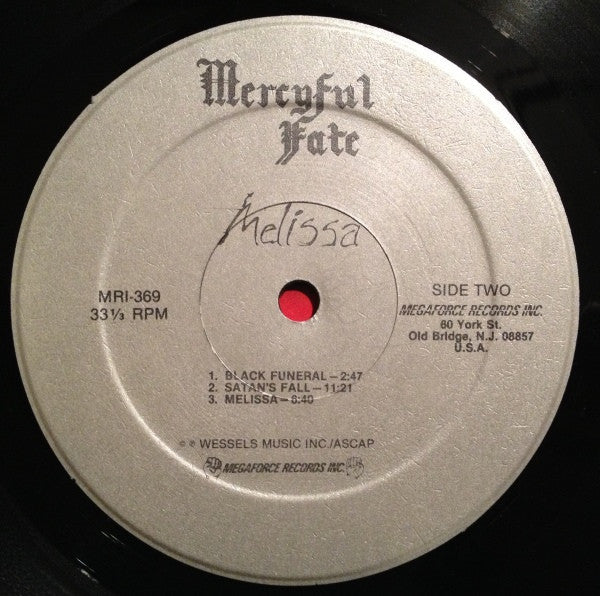 Mercyful
Fate
Melissa
MRI-369
33 1/3 RPM
SIDE TWO
MEGAFORCE RECORDS INC.
60 York St.
Old Bridge, N.J. 08857
U.S.A.
1. BLACK FUNERAL – 2:47
2. SATAN'S FALL – 11:21
3. MELISSA – 6:40
© ℗ WESSELS MUSIC INC./ASCAP
MEGAFORCE RECORDS INC.